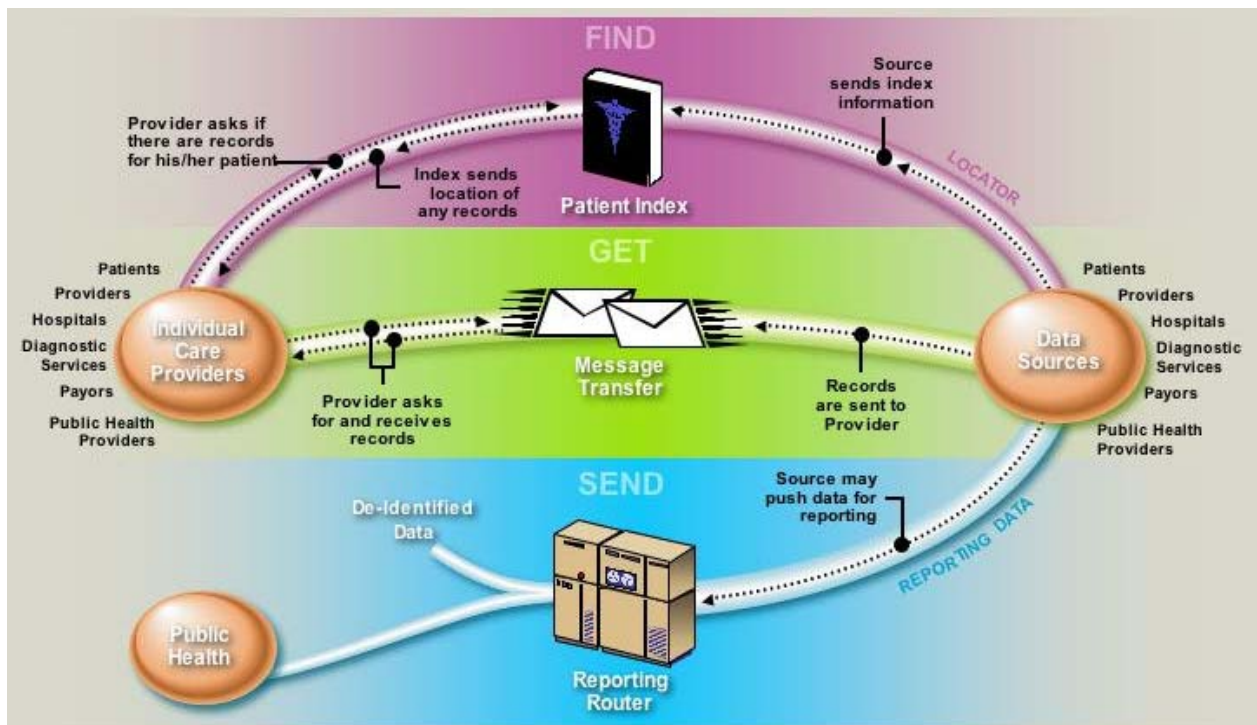 FIND
Source
sends index
information
Provider asks if
there are records
for his/her patient
Index sends
location of
any records
Patient Index
LOCATOR
GET
Patients
Providers
Hospitals
Diagnostic
Services
Payors
Public Health
Providers
Individual
Care
Providers
Message
Transfer
Provider asks
for and receives
records
Records
are sent to
Provider
Data
Sources
Patients
Providers
Hospitals
Diagnostic
Services
Payors
Public Health
Providers
SEND
De-Identified
Data
Source may
push data for
reporting
REPORTING DATA
Public
Health
Reporting
Router